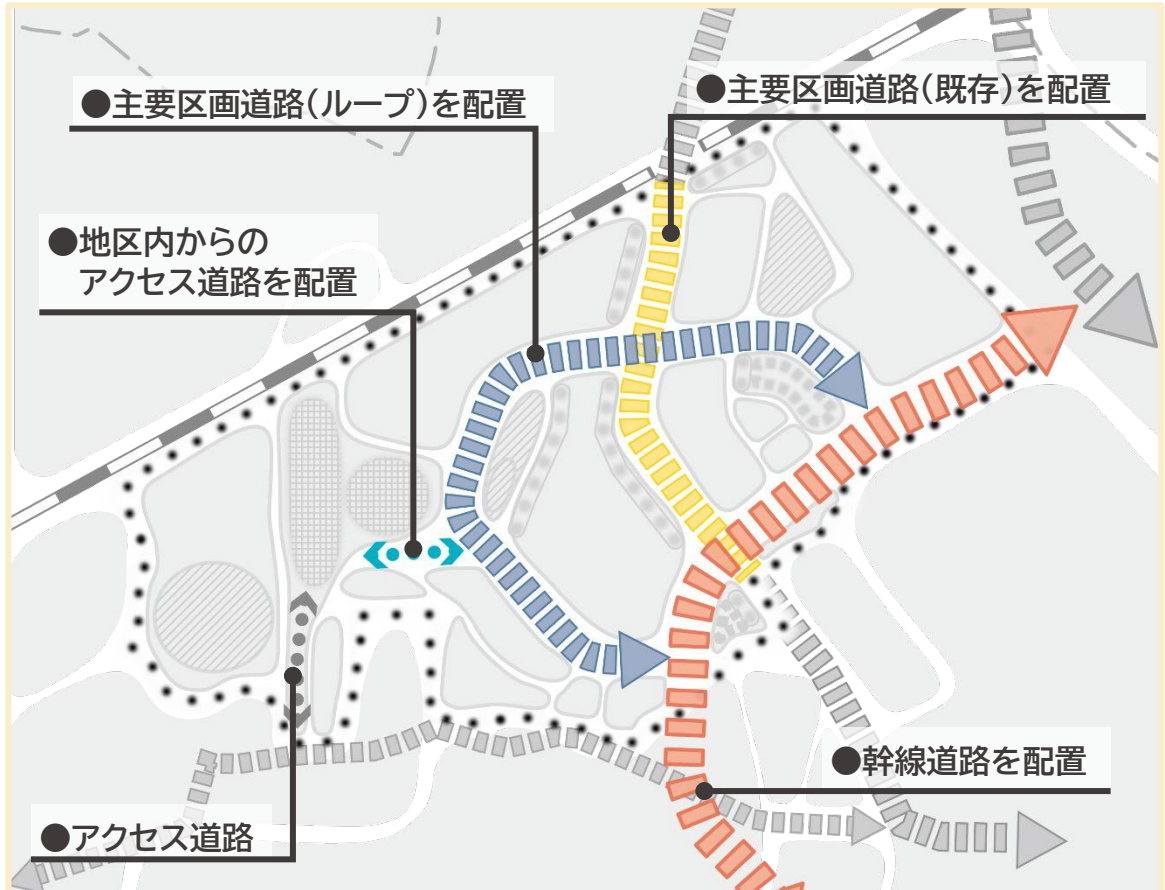 ●主要区画道路(ループ)を配置
●主要区画道路(既存)を配置
●地区内からの
アクセス道路を配置
●幹線道路を配置
●アクセス道路